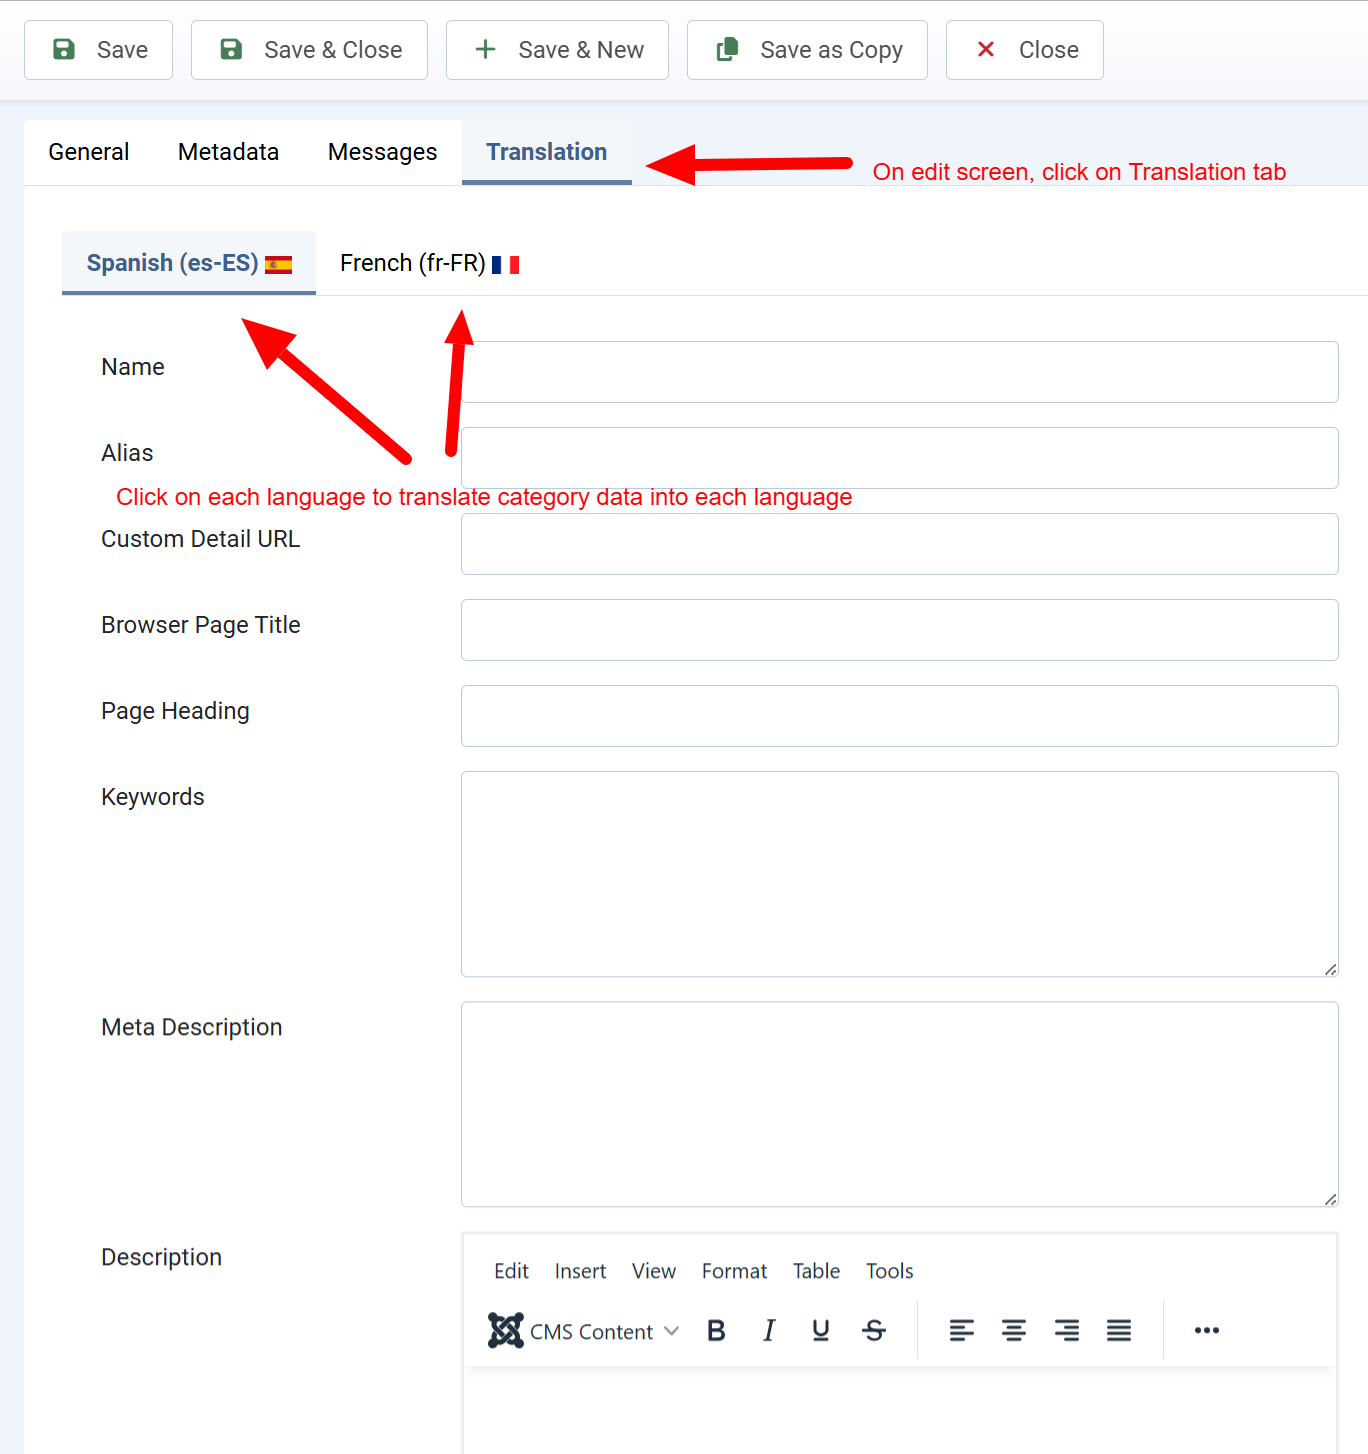 Save
Save & Close
Save & New
Save as Copy
Close
General
Metadata
Messages
Translation
On edit screen, click on Translation tab
Spanish (es-ES)
French (fr-FR)
Name
Alias
Click on each language to translate category data into each language
Custom Detail URL
Browser Page Title
Page Heading
Keywords
Meta Description
Description
Edit
Insert
View
Format
Table
Tools
CMS Content
B
I
U
S